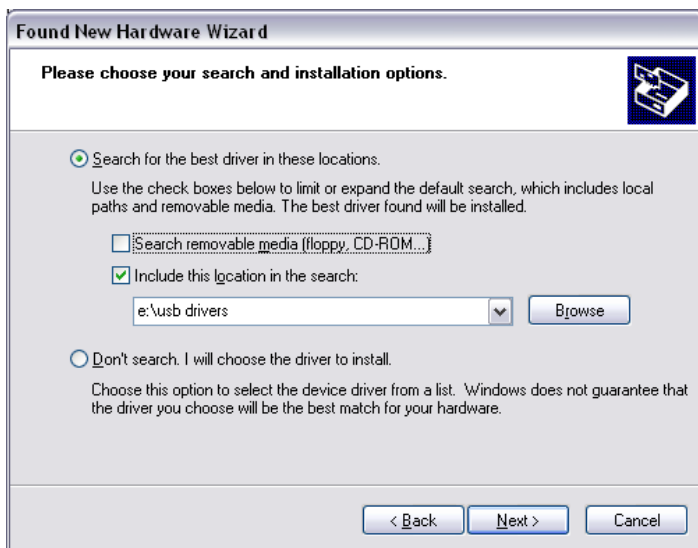 Found New Hardware Wizard
Please choose your search and installation options.
Search for the best driver in these locations.
Use the check boxes below to limit or expand the default search, which includes local
paths and removable media. The best driver found will be installed.
Search removable media (floppy, CD-ROM...)
Include this location in the search:
e:\usb drivers
Browse
Don't search. I will choose the driver to install.
Choose this option to select the device driver from a list. Windows does not guarantee that
the driver you choose will be the best match for your hardware.
< Back Next > Cancel